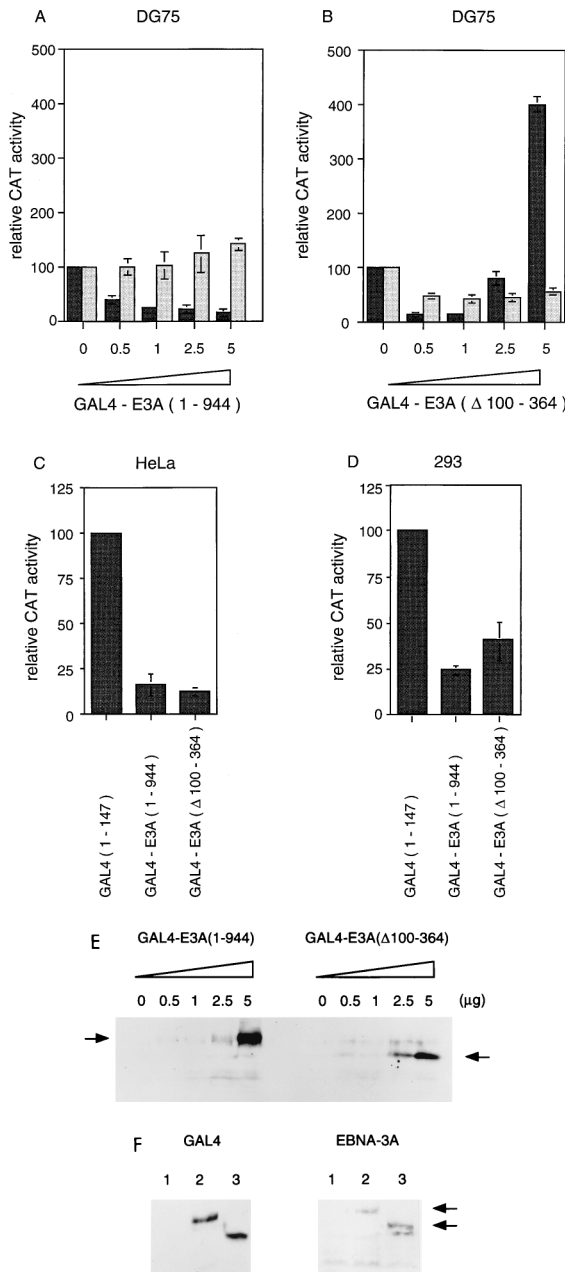 A DG75
relative CAT activity
500
400
300
200
100
0
0 0.5 1 2.5 5
GAL4 - E3A ( 1 - 944)
B DG75
relative CAT activity
500
400
300
200
100
0
0 0.5 1 2.5 5
GAL4 - E3A ( Δ 100 - 364)
C HeLa
relative CAT activity
125
100
75
50
25
0
GAL4 ( 1 - 147)
GAL4 - E3A ( 1 - 944)
GAL4 - E3A ( Δ 100 - 364)
D 293
relative CAT activity
125
100
75
50
25
0
GAL4 ( 1 - 147)
GAL4 - E3A ( 1 - 944)
GAL4 - E3A ( Δ 100 - 364)
E
GAL4-E3A(1-944) GAL4-E3A(Δ100-364)
0 0.5 1 2.5 5 0 0.5 1 2.5 5 (µg)
F GAL4 EBNA-3A
1 2 3 1 2 3